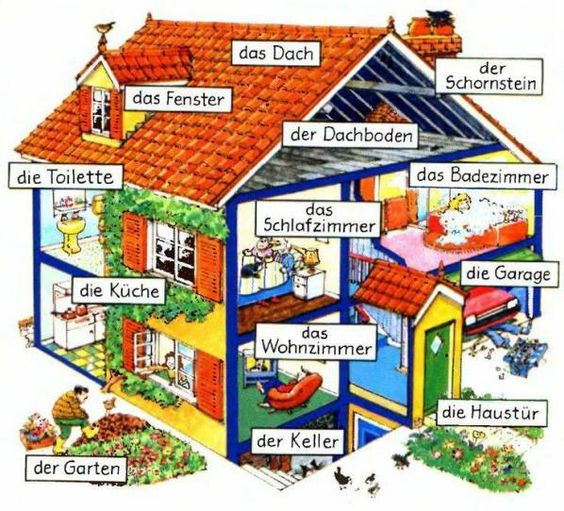 das Dach
der
Schornstein
das Fenster
der Dachboden
die Toilette
das Badezimmer
das
Schlafzimmer
die Garage
die Küche
das
Wohnzimmer
die Haustür
der Keller
der Garten